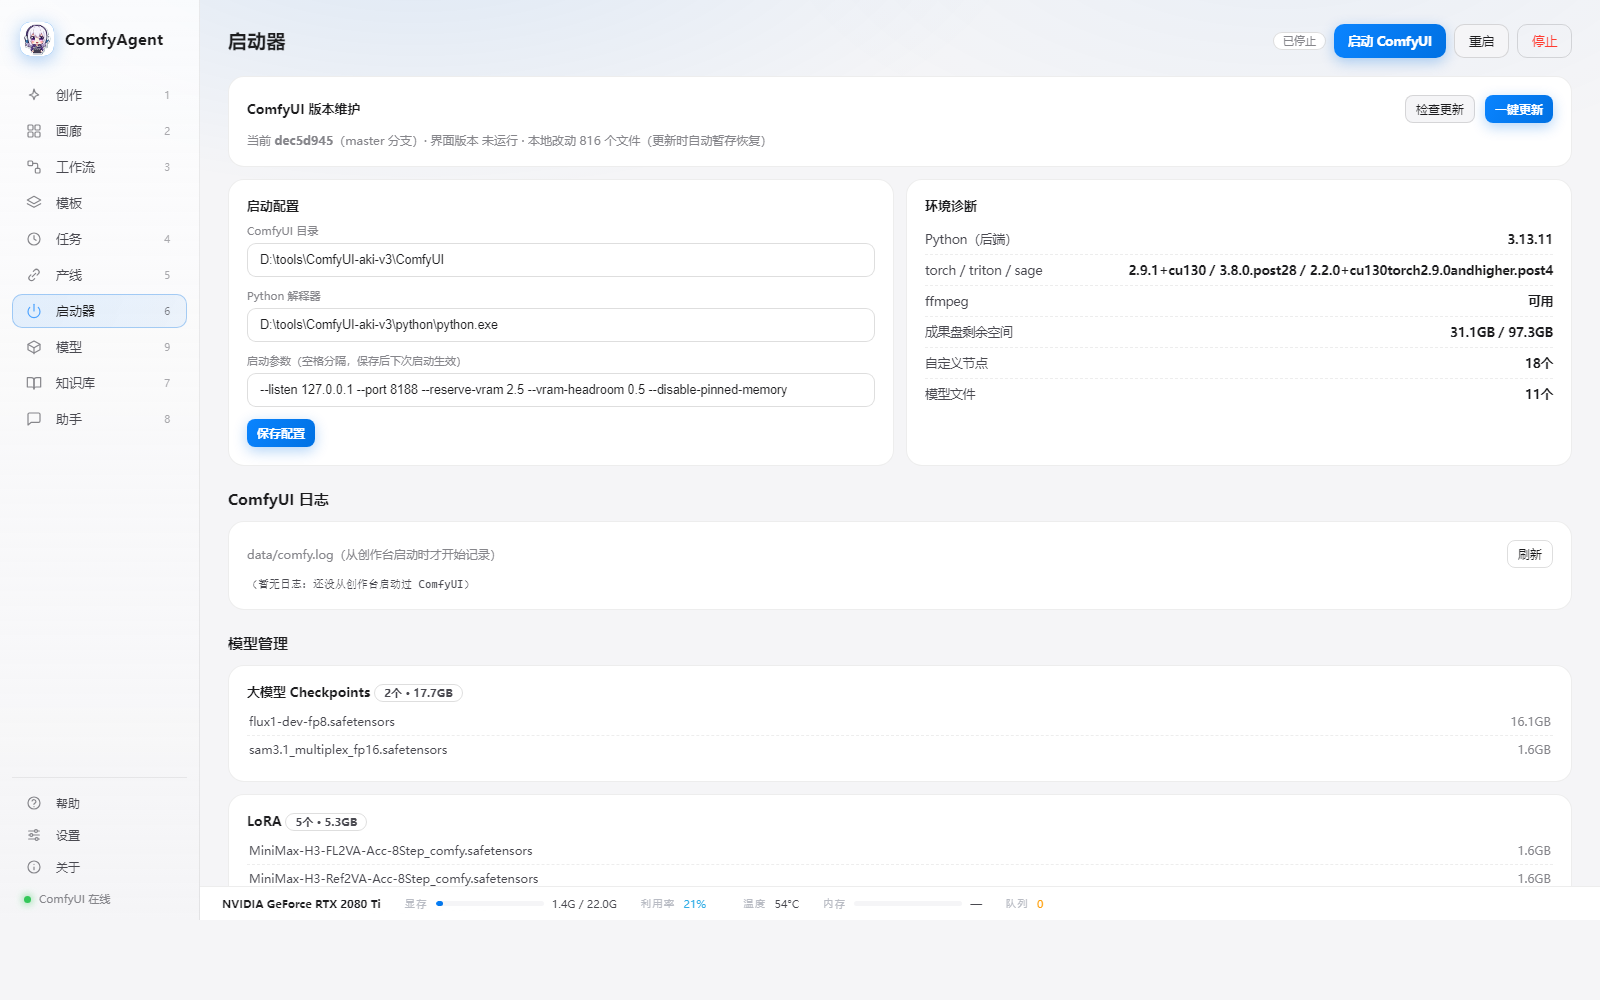 ComfyAgent
创作 1
画廊 2
工作流 3
模板
任务 4
产线 5
启动器 6
模型 9
知识库 7
助手 8
帮助
设置
关于
ComfyUI 在线
启动器
已停止
启动 ComfyUI
重启
停止
ComfyUI 版本维护
检查更新
一键更新
当前 dec5d945（master 分支）· 界面版本 未运行 · 本地改动 816 个文件（更新时自动暂存恢复）
启动配置
ComfyUI 目录
D:\tools\ComfyUI-aki-v3\ComfyUI
Python 解释器
D:\tools\ComfyUI-aki-v3\python\python.exe
启动参数（空格分隔，保存后下次启动生效）
--listen 127.0.0.1 --port 8188 --reserve-vram 2.5 --vram-headroom 0.5 --disable-pinned-memory
保存配置
环境诊断
Python（后端） 3.13.11
torch / triton / sage 2.9.1+cu130 / 3.8.0.post28 / 2.2.0+cu130torch2.9.0andhigher.post4
ffmpeg 可用
成果盘剩余空间 31.1GB / 97.3GB
自定义节点 18个
模型文件 11个
ComfyUI 日志
data/comfy.log（从创作台启动时才开始记录）
刷新
（暂无日志：还没从创作台启动过 ComfyUI）
模型管理
大模型 Checkpoints 2个 • 17.7GB
flux1-dev-fp8.safetensors 16.1GB
sam3.1_multiplex_fp16.safetensors 1.6GB
LoRA 5个 • 5.3GB
MiniMax-H3-FL2VA-Acc-8Step_comfy.safetensors 1.6GB
MiniMax-H3-Ref2VA-Acc-8Step_comfy.safetensors 1.6GB
NVIDIA GeForce RTX 2080 Ti 显存 1.4G / 22.0G 利用率 21% 温度 54°C 内存 — 队列 0